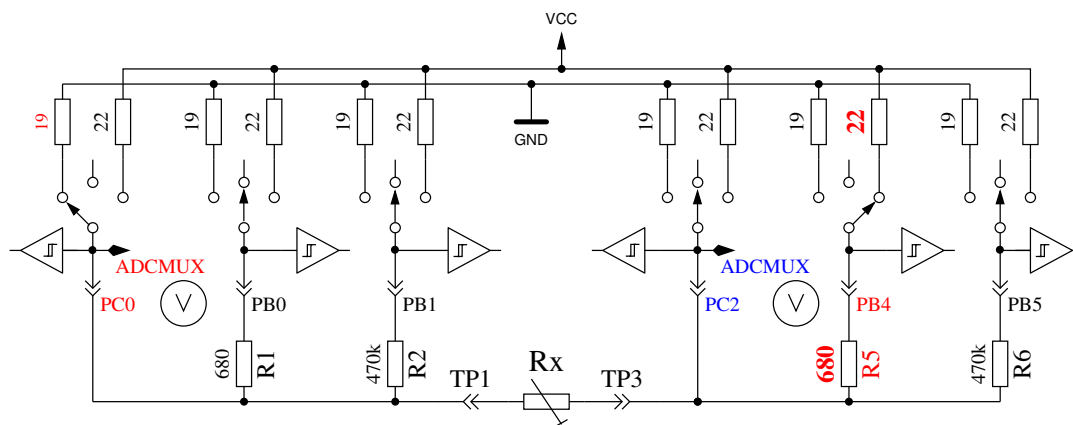 VCC
19
22
19
22
19
22
GND
19
22
19
22
19
22
ADCMUX
PC0
V
PB0
PB1
ADCMUX
PC2
V
PB4
PB5
680
R1
470k
R2
TP1
Rx
TP3
680
R5
470k
R6